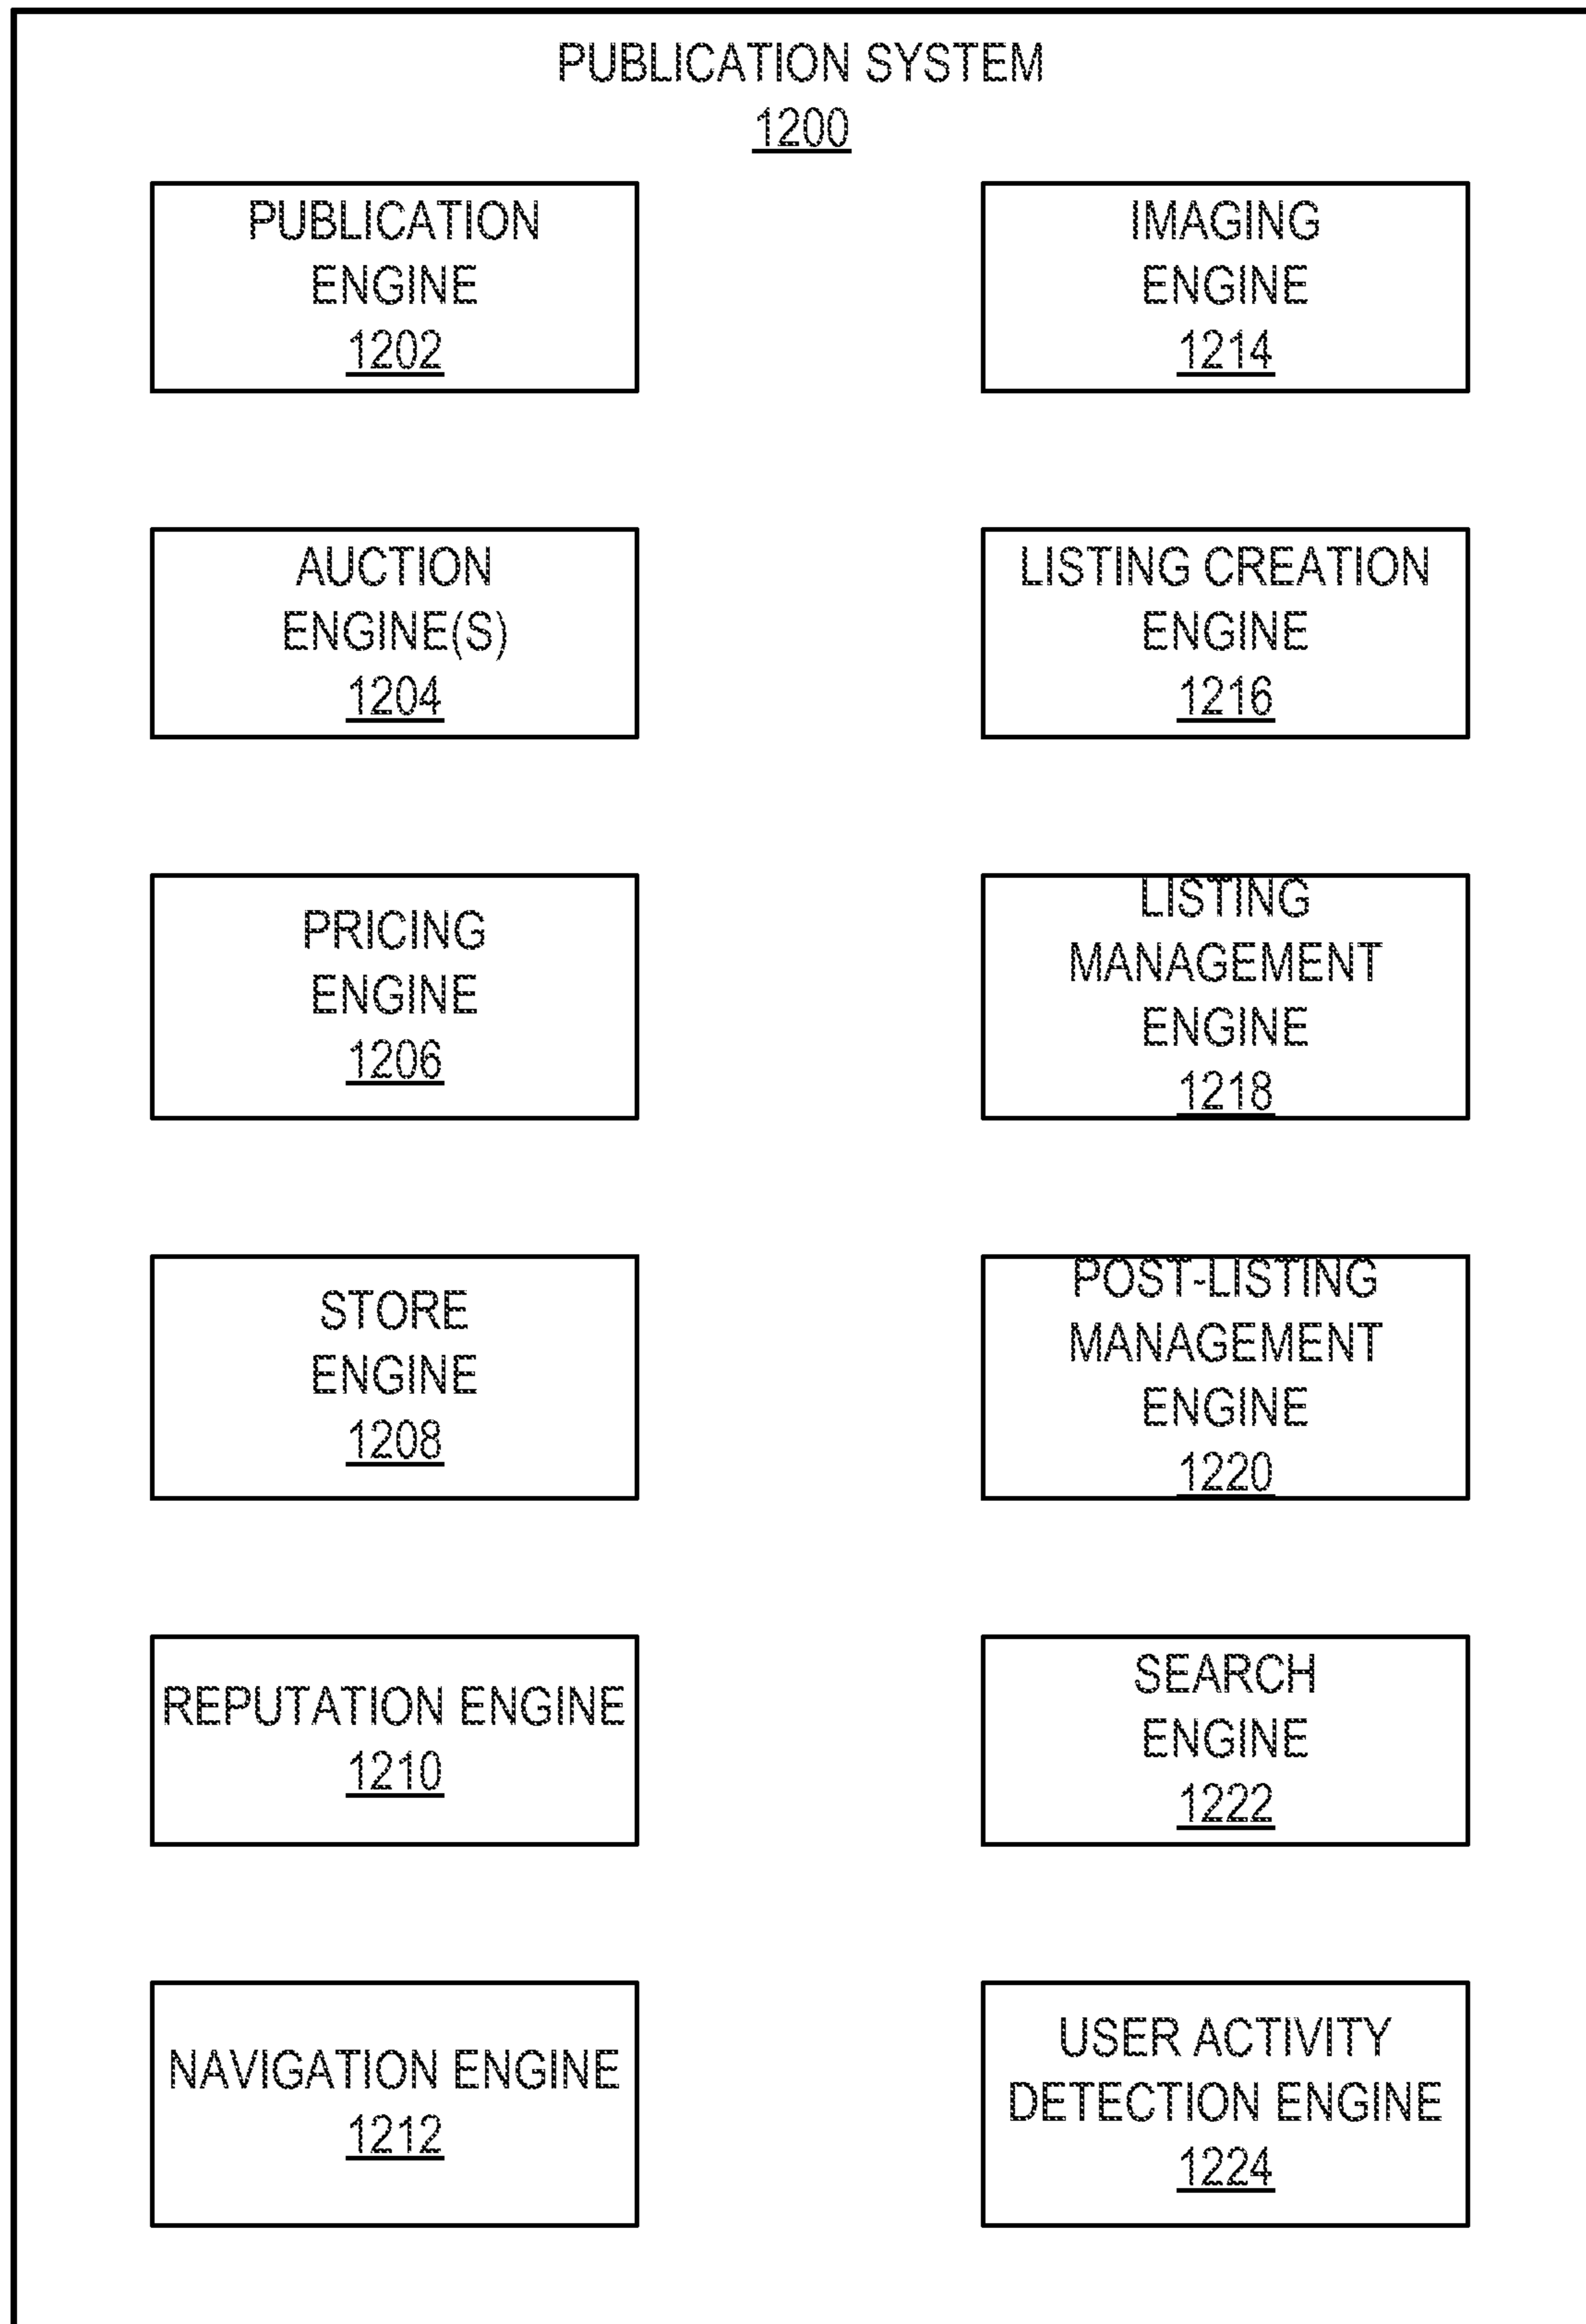 PUBLICATION SYSTEM
1200
PUBLICATION
ENGINE
1202
IMAGING
ENGINE
1214
AUCTION
ENGINE(S)
1204
LISTING CREATION
ENGINE
1216
PRICING
ENGINE
1206
LISTING
MANAGEMENT
ENGINE
1218
STORE
ENGINE
1208
POST-LISTING
MANAGEMENT
ENGINE
1220
REPUTATION ENGINE
1210
SEARCH
ENGINE
1222
NAVIGATION ENGINE
1212
USER ACTIVITY
DETECTION ENGINE
1224